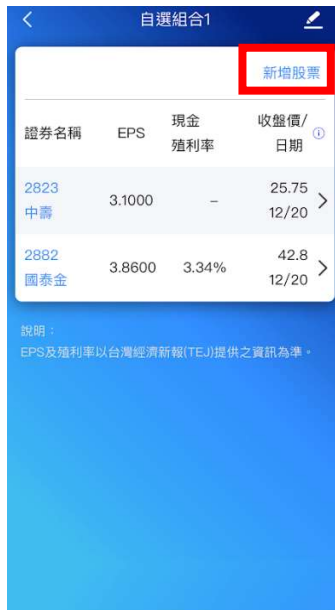 自選組合1
新增股票
證券名稱 EPS 現金殖利率 收盤價/日期
2823 中壽 3.1000 – 25.75 12/20
2882 國泰金 3.8600 3.34% 42.8 12/20
說明：
EPS及殖利率以台灣經濟新報(TEJ)提供之資訊為準。